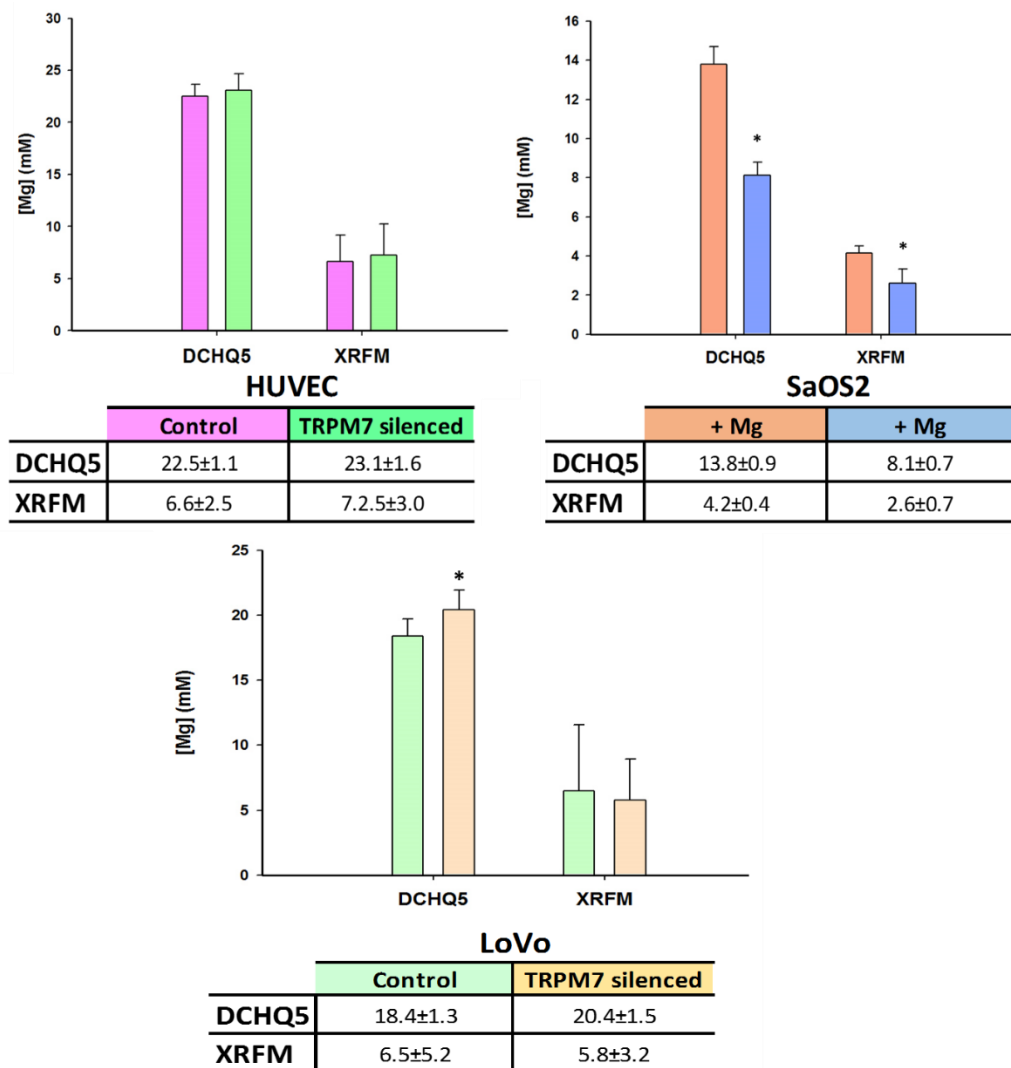 30
25
20
15
10
5
0
[Mg] (mM)
DCHQ5 XRFM
16
14
12
10
8
6
4
2
0
[Mg] (mM)
*
*
DCHQ5 XRFM
HUVEC
Control TRPM7 silenced
DCHQ5 22.5±1.1 23.1±1.6
XRFM 6.6±2.5 7.2.5±3.0
SaOS2
+ Mg + Mg
DCHQ5 13.8±0.9 8.1±0.7
XRFM 4.2±0.4 2.6±0.7
25
20
15
10
5
0
[Mg] (mM)
*
DCHQ5 XRFM
LoVo
Control TRPM7 silenced
DCHQ5 18.4±1.3 20.4±1.5
XRFM 6.5±5.2 5.8±3.2